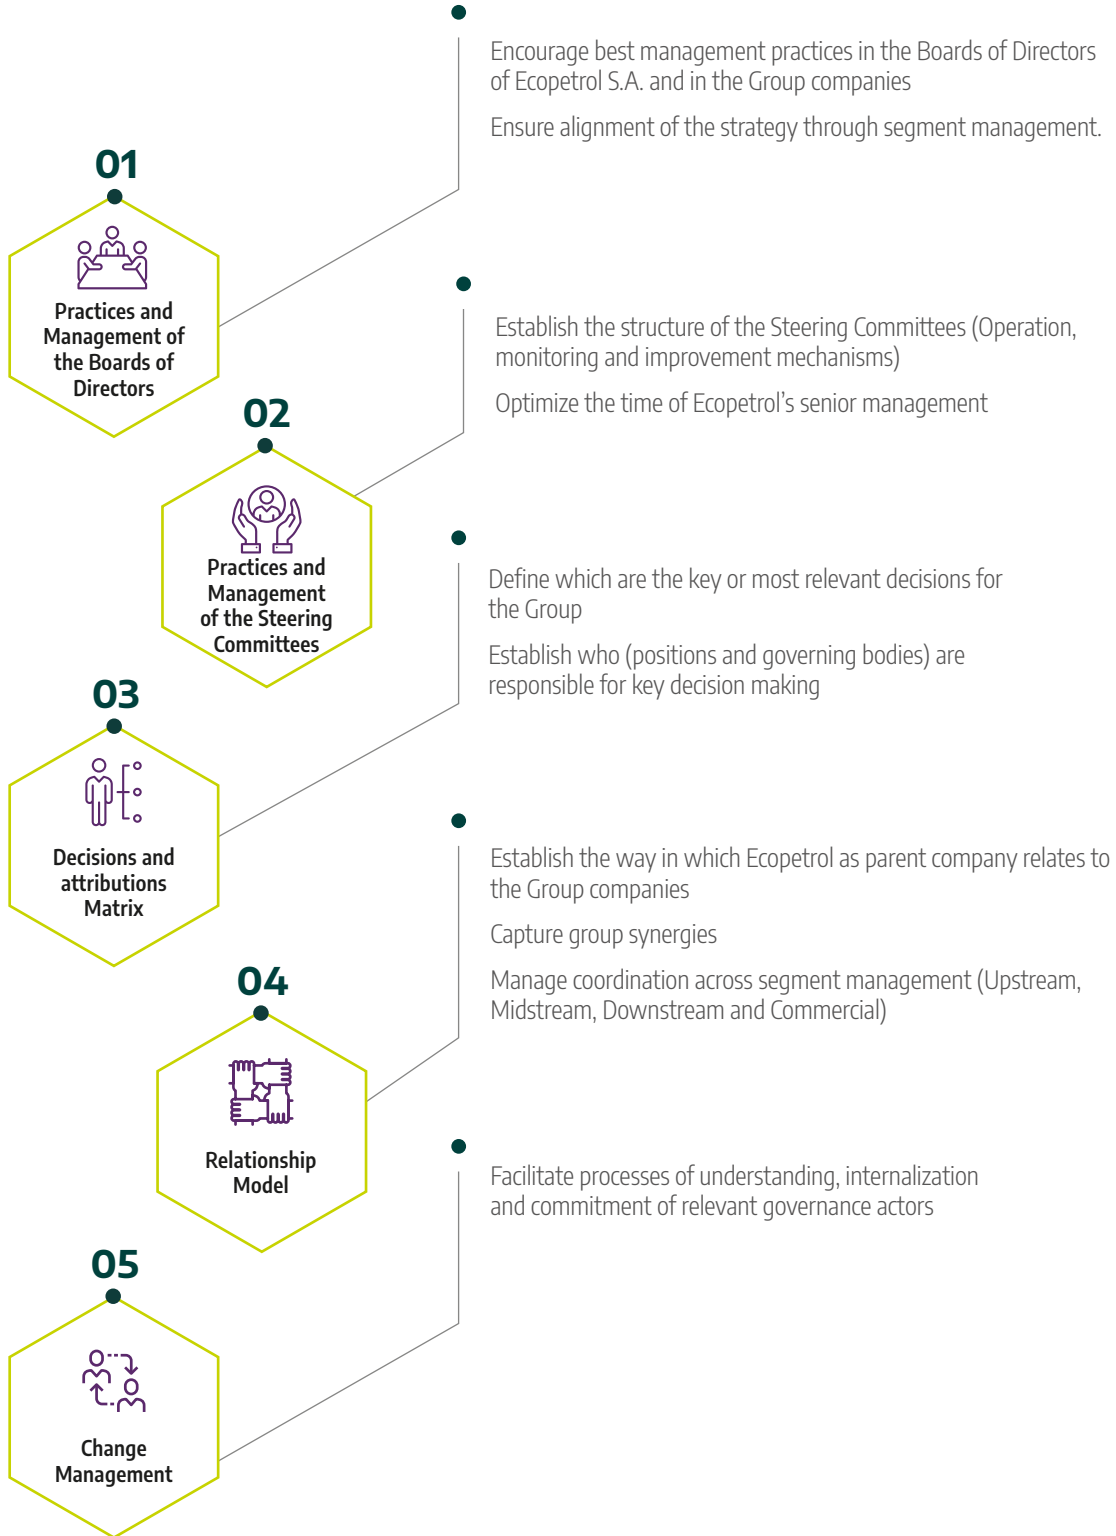 01
Practices and
Management of
the Boards of
Directors
Encourage best management practices in the Boards of Directors
of Ecopetrol S.A. and in the Group companies
Ensure alignment of the strategy through segment management.
02
Practices and
Management
of the Steering
Committees
Establish the structure of the Steering Committees (Operation,
monitoring and improvement mechanisms)
Optimize the time of Ecopetrol’s senior management
03
Decisions and
attributions
Matrix
Define which are the key or most relevant decisions for
the Group
Establish who (positions and governing bodies) are
responsible for key decision making
04
Relationship
Model
Establish the way in which Ecopetrol as parent company relates to
the Group companies
Capture group synergies
Manage coordination across segment management (Upstream,
Midstream, Downstream and Commercial)
05
Change
Management
Facilitate processes of understanding, internalization
and commitment of relevant governance actors